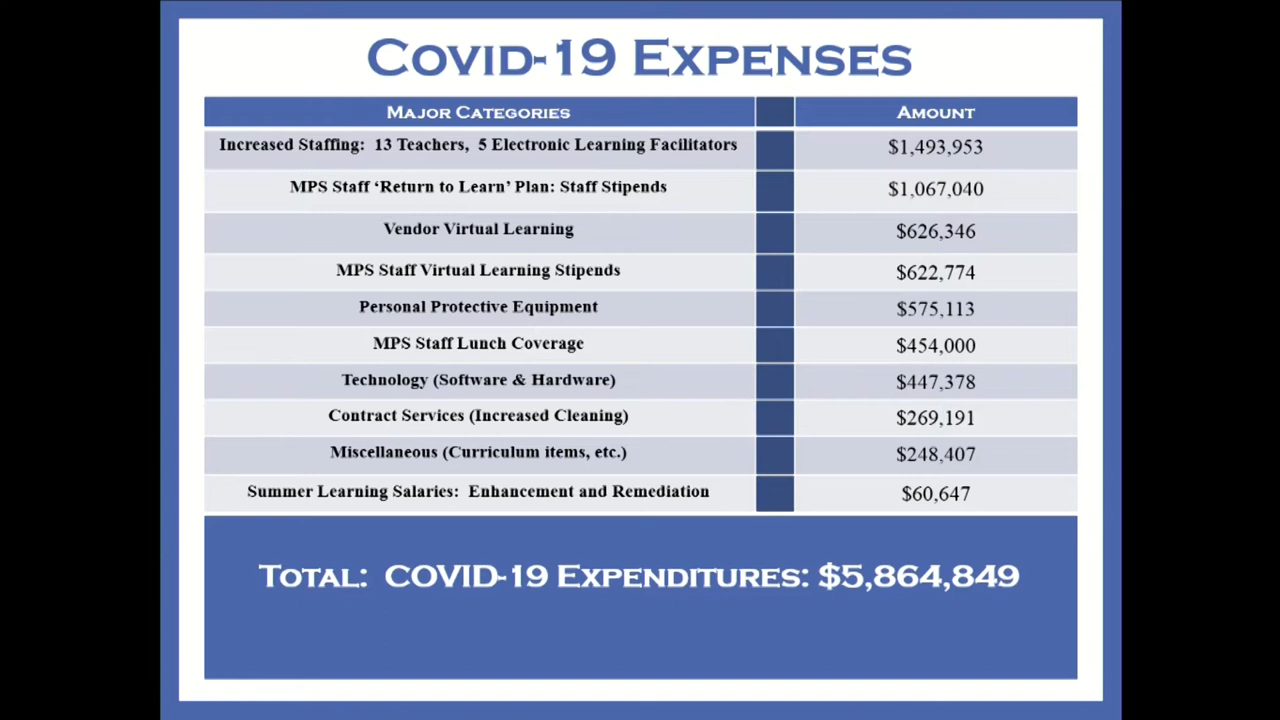 Covid-19 Expenses
Major Categories Amount
Increased Staffing: 13 Teachers, 5 Electronic Learning Facilitators $1,493,953
MPS Staff ‘Return to Learn’ Plan: Staff Stipends $1,067,040
Vendor Virtual Learning $626,346
MPS Staff Virtual Learning Stipends $622,774
Personal Protective Equipment $575,113
MPS Staff Lunch Coverage $454,000
Technology (Software & Hardware) $447,378
Contract Services (Increased Cleaning) $269,191
Miscellaneous (Curriculum items, etc.) $248,407
Summer Learning Salaries: Enhancement and Remediation $60,647
Total: COVID-19 Expenditures: $5,864,849